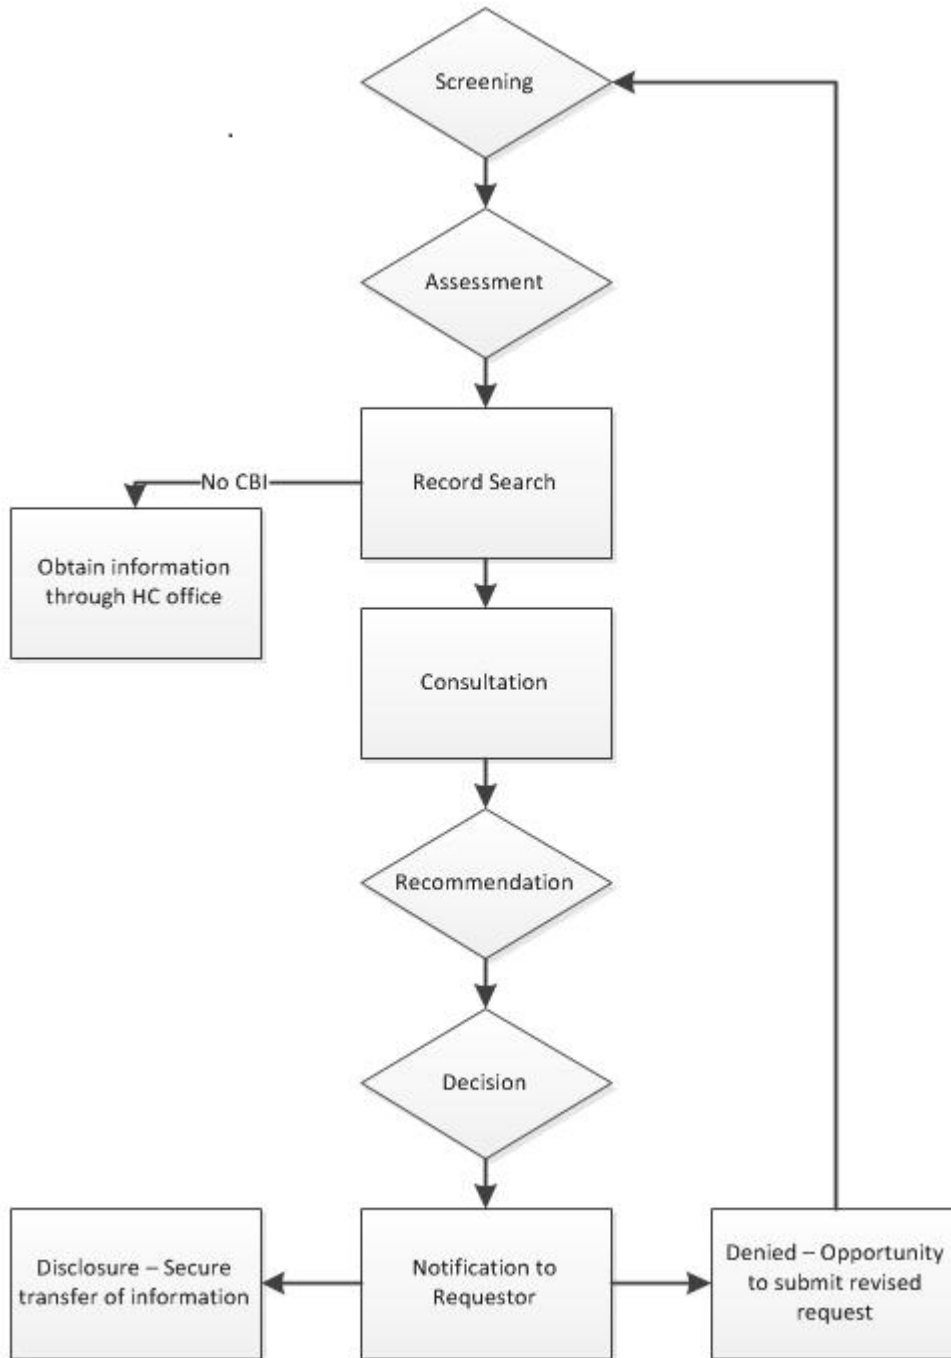 Screening
Assessment
No CBI
Record Search
Obtain information
through HC office
Consultation
Recommendation
Decision
Disclosure – Secure
transfer of information
Notification to
Requestor
Denied – Opportunity
to submit revised
request